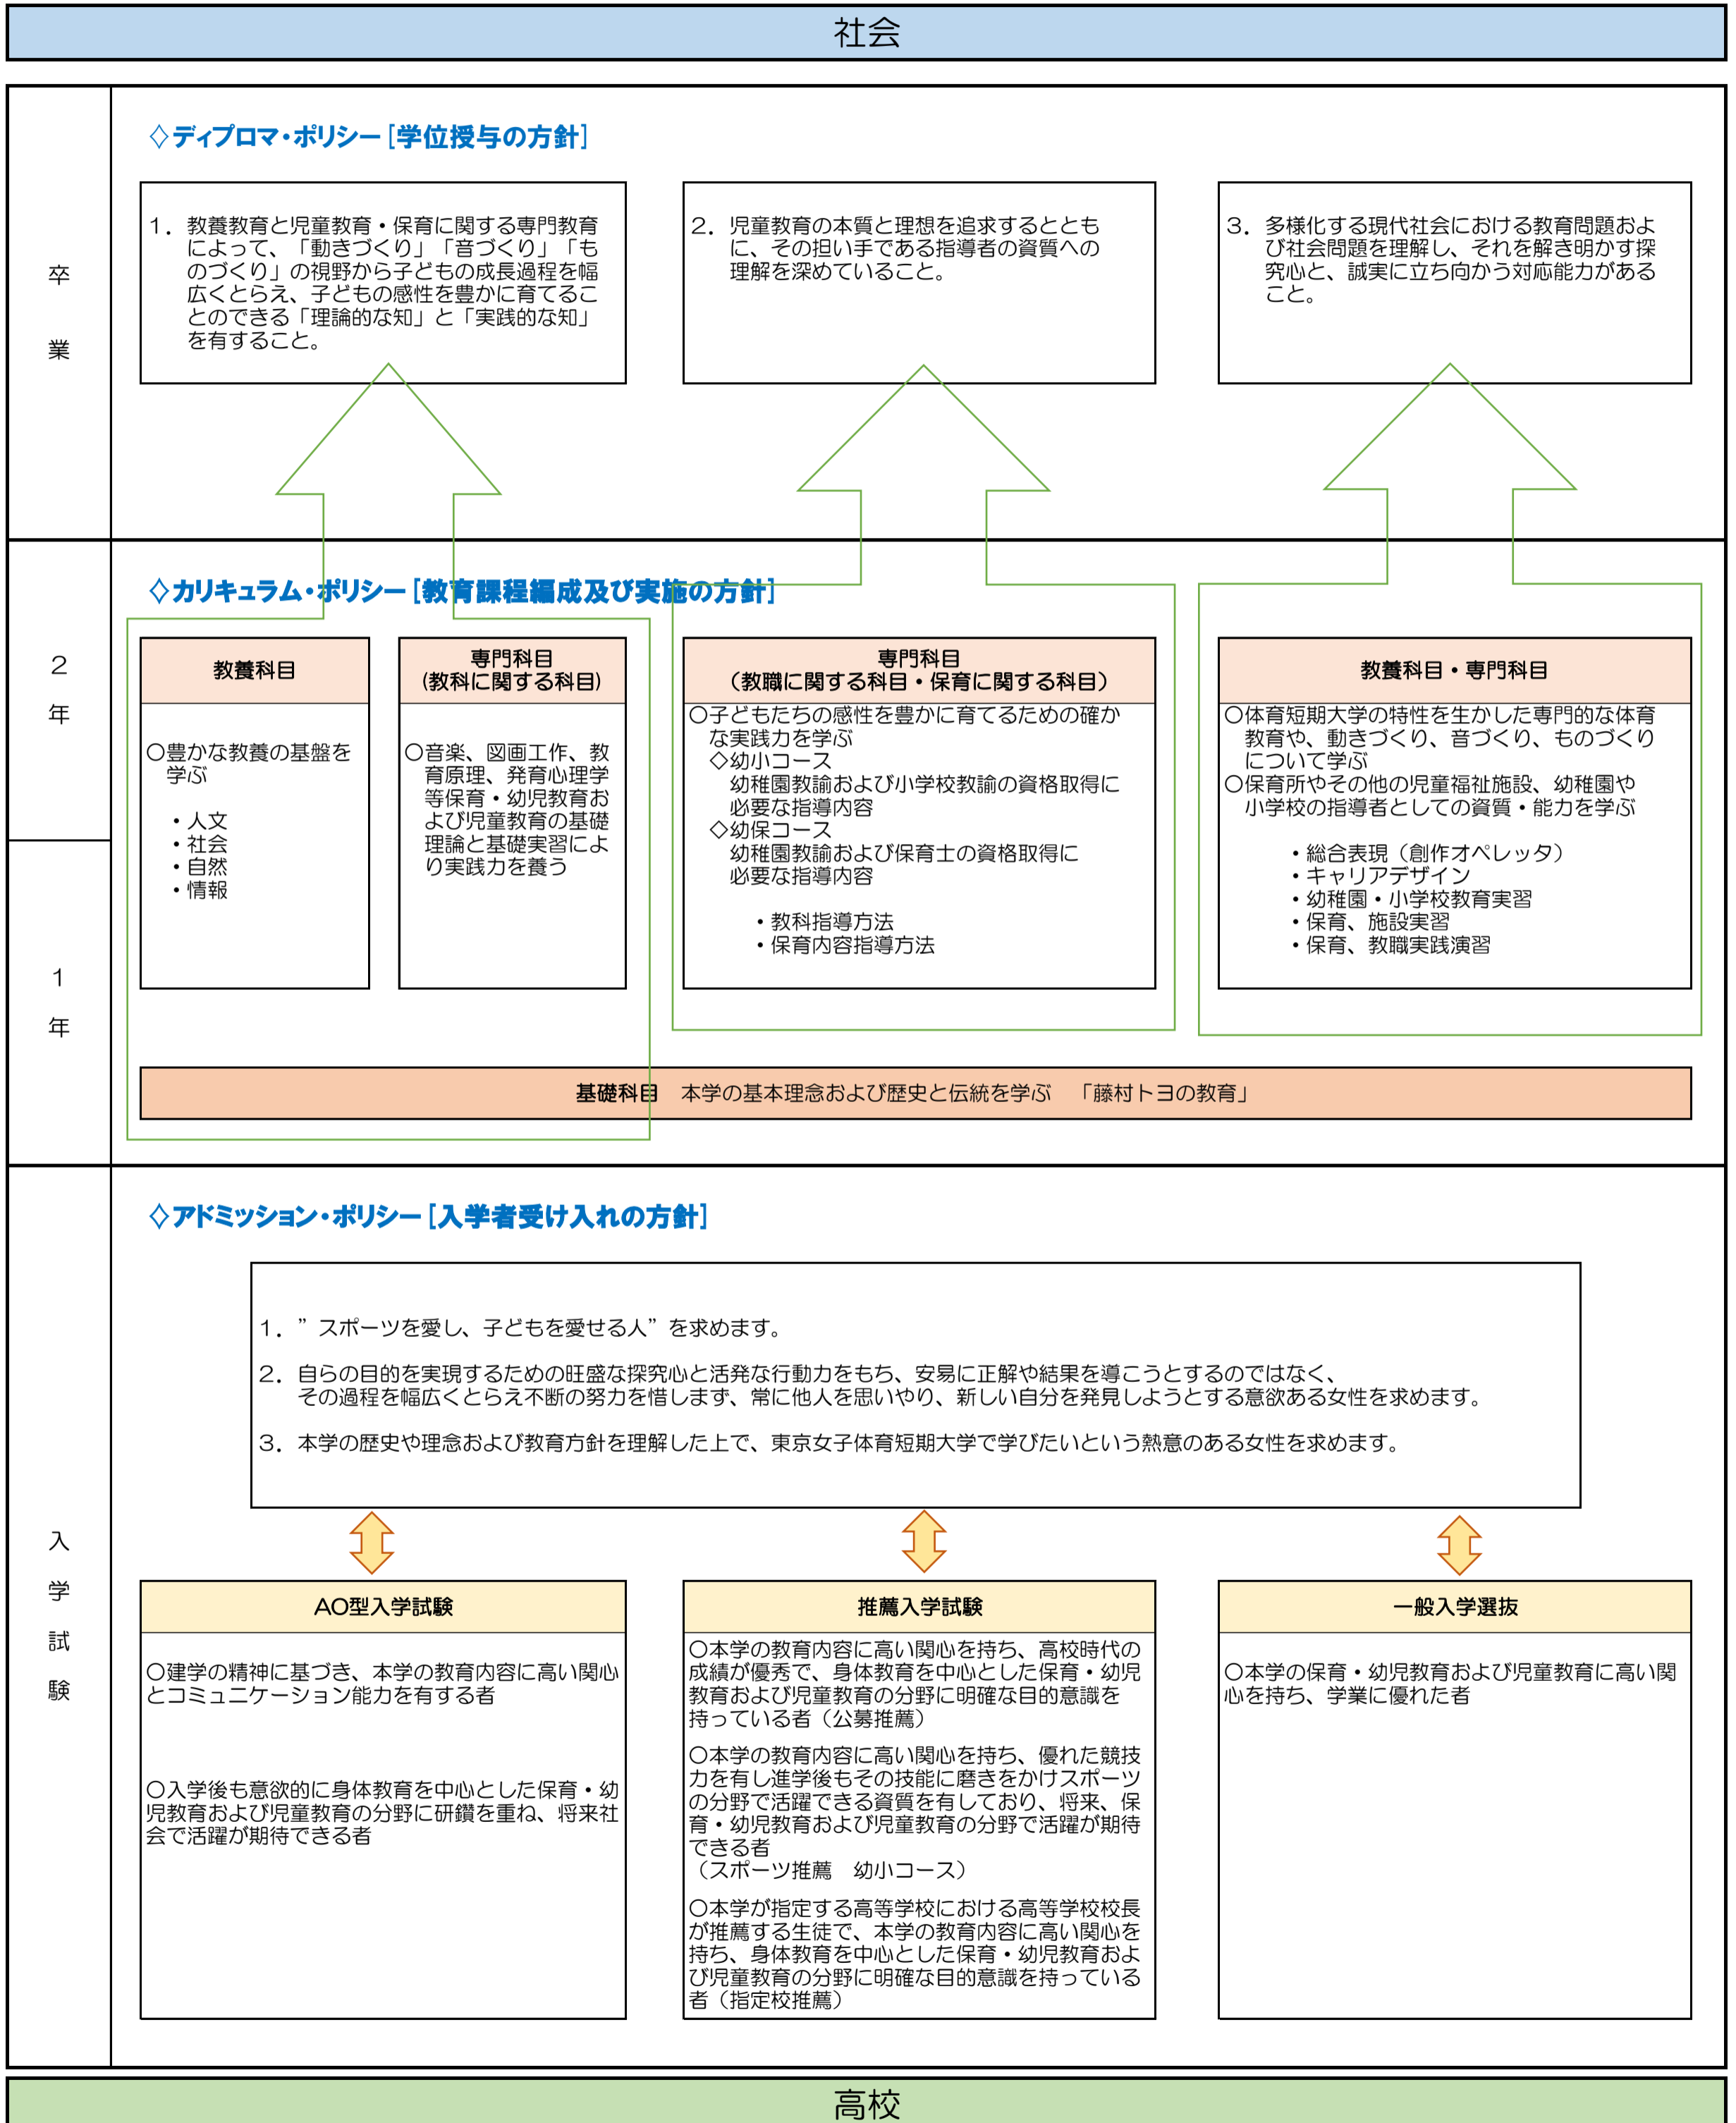 社会
卒
業
◇ディプロマ・ポリシー［学位授与の方針］
１．教養教育と児童教育・保育に関する専門教育
によって、「動きづくり」「音づくり」「も
のづくり」の視野から子どもの成長過程を幅
広くとらえ、子どもの感性を豊かに育てるこ
とのできる「理論的な知」と「実践的な知」
を有すること。
２．児童教育の本質と理想を追求するととも
に、その担い手である指導者の資質への
理解を深めていること。
３．多様化する現代社会における教育問題およ
び社会問題を理解し、それを解き明かす探
究心と、誠実に立ち向かう対応能力がある
こと。
２
年
１
年
◇カリキュラム・ポリシー［教育課程編成及び実施の方針］
教養科目
○豊かな教養の基盤を
学ぶ
・人文
・社会
・自然
・情報
専門科目
(教科に関する科目)
○音楽、図画工作、教
育原理、発育心理学
等保育・幼児教育お
よび児童教育の基礎
理論と基礎実習によ
り実践力を養う
専門科目
（教職に関する科目・保育に関する科目）
○子どもたちの感性を豊かに育てるための確か
な実践力を学ぶ
◇幼小コース
幼稚園教諭および小学校教諭の資格取得に
必要な指導内容
◇幼保コース
幼稚園教諭および保育士の資格取得に
必要な指導内容
・教科指導方法
・保育内容指導方法
教養科目・専門科目
○体育短期大学の特性を生かした専門的な体育
教育や、動きづくり、音づくり、ものづくり
について学ぶ
○保育所やその他の児童福祉施設、幼稚園や
小学校の指導者としての資質・能力を学ぶ
・総合表現（創作オペレッタ）
・キャリアデザイン
・幼稚園・小学校教育実習
・保育、施設実習
・保育、教職実践演習
基礎科目　本学の基本理念および歴史と伝統を学ぶ　「藤村トヨの教育」
入
学
試
験
◇アドミッション・ポリシー［入学者受け入れの方針］
１．”スポーツを愛し、子どもを愛せる人”を求めます。
２．自らの目的を実現するための旺盛な探究心と活発な行動力をもち、安易に正解や結果を導こうとするのではなく、
その過程を幅広くとらえ不断の努力を惜しまず、常に他人を思いやり、新しい自分を発見しようとする意欲ある女性を求めます。
３．本学の歴史や理念および教育方針を理解した上で、東京女子体育短期大学で学びたいという熱意のある女性を求めます。
AO型入学試験
○建学の精神に基づき、本学の教育内容に高い関心
とコミュニケーション能力を有する者
○入学後も意欲的に身体教育を中心とした保育・幼
児教育および児童教育の分野に研鑽を重ね、将来社
会で活躍が期待できる者
推薦入学試験
○本学の教育内容に高い関心を持ち、高校時代の
成績が優秀で、身体教育を中心とした保育・幼児
教育および児童教育の分野に明確な目的意識を
持っている者（公募推薦）
○本学の教育内容に高い関心を持ち、優れた競技
力を有し進学後もその技能に磨きをかけスポーツ
の分野で活躍できる資質を有しており、将来、保
育・幼児教育および児童教育の分野で活躍が期待
できる者
（スポーツ推薦　幼小コース）
○本学が指定する高等学校における高等学校校長
が推薦する生徒で、本学の教育内容に高い関心を
持ち、身体教育を中心とした保育・幼児教育およ
び児童教育の分野に明確な目的意識を持っている
者（指定校推薦）
一般入学選抜
○本学の保育・幼児教育および児童教育に高い関
心を持ち、学業に優れた者
高校